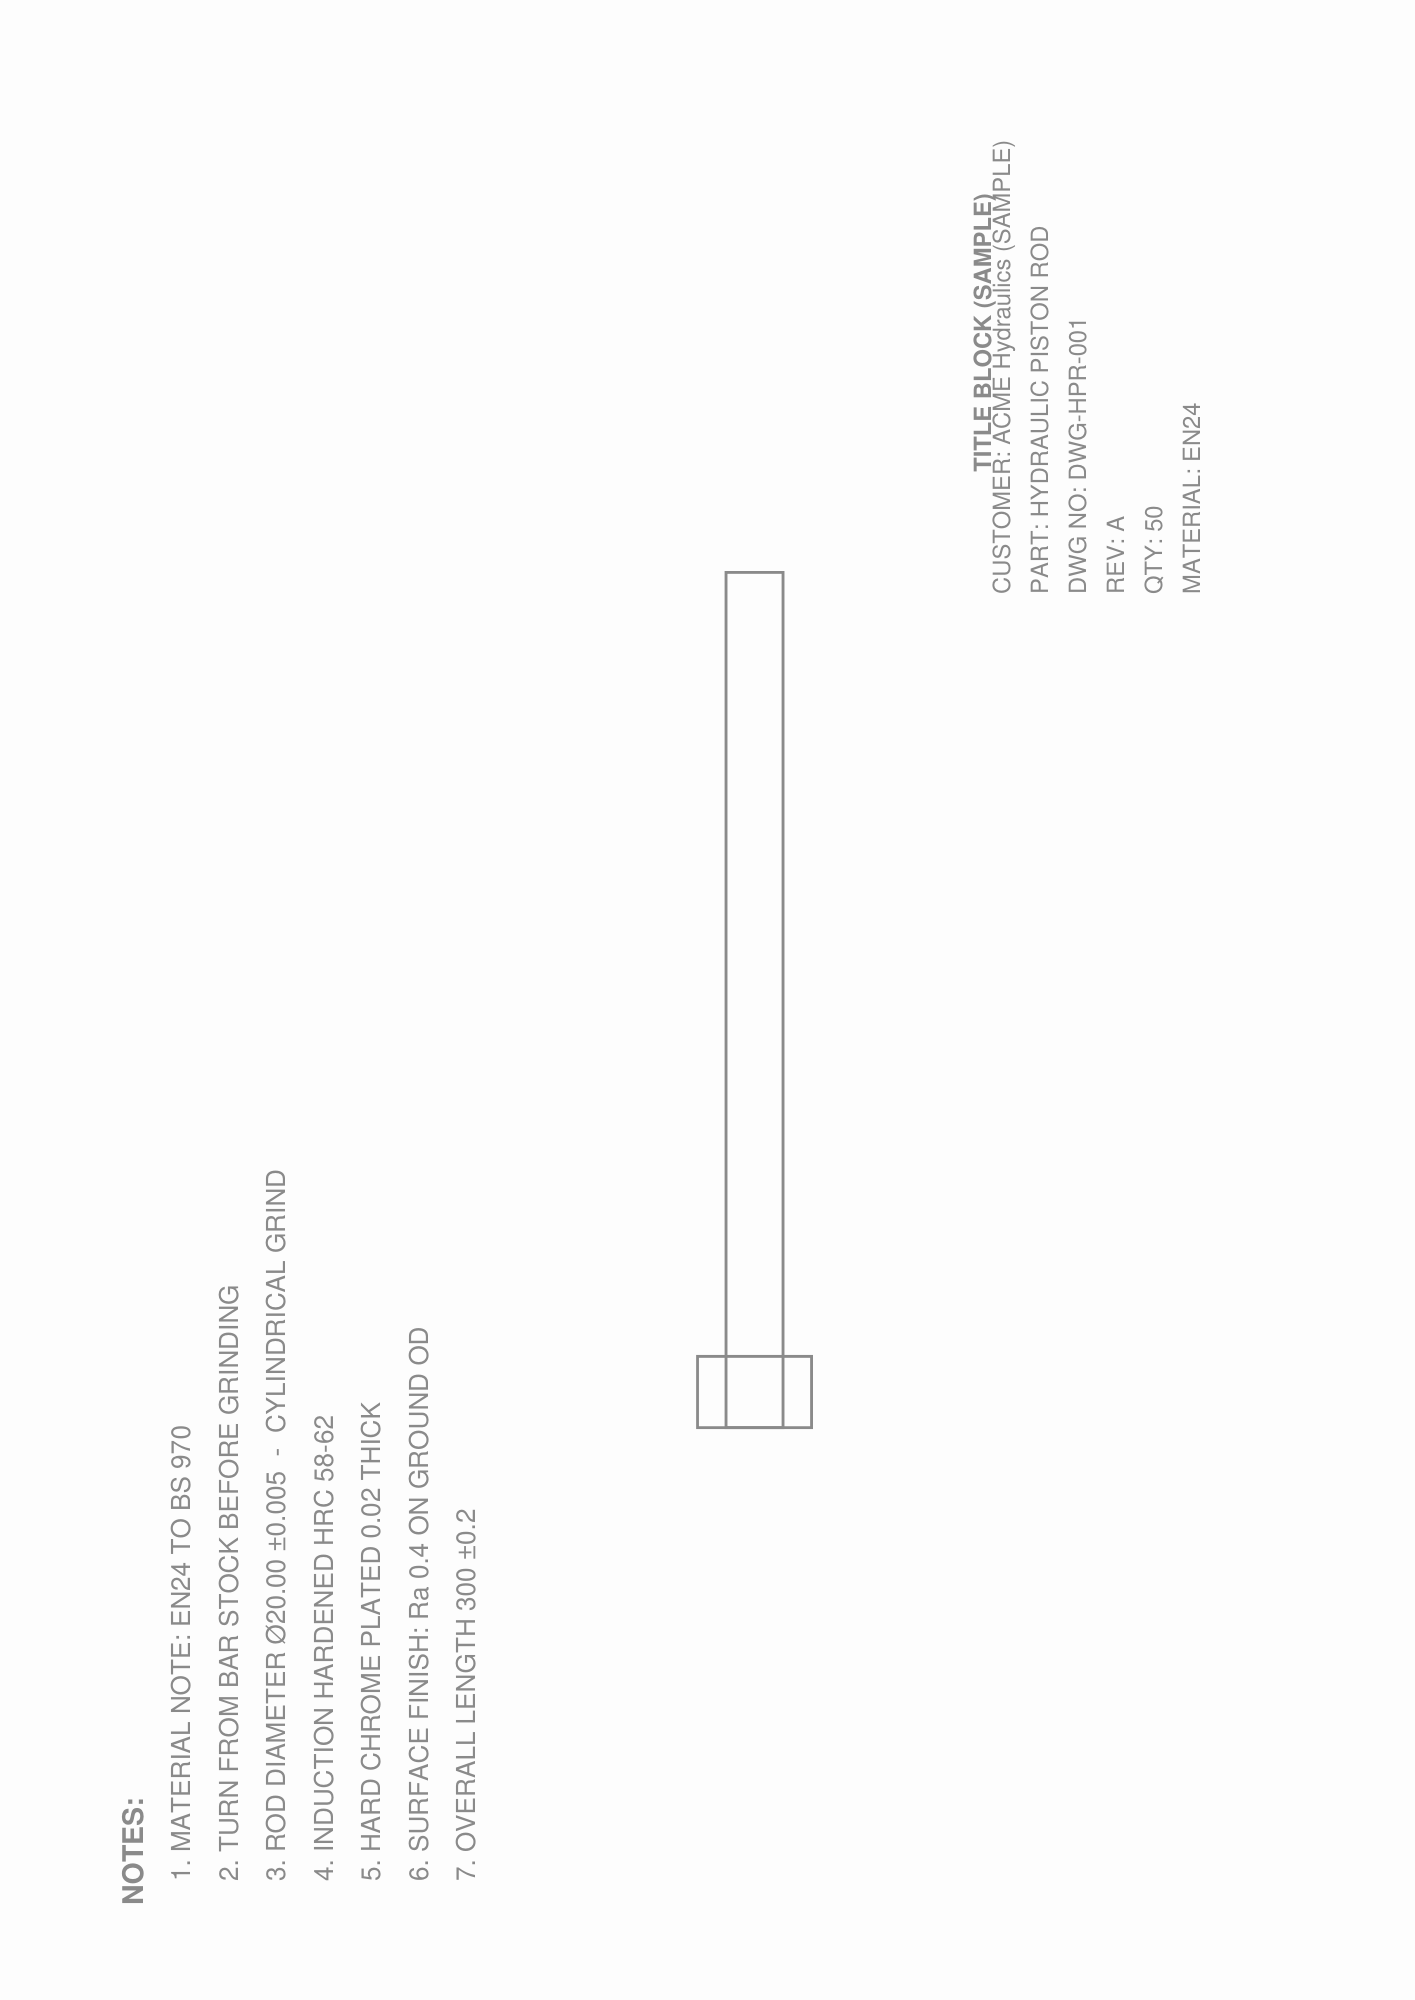 NOTES:
1. MATERIAL NOTE: EN24 TO BS 970
2. TURN FROM BAR STOCK BEFORE GRINDING
3. ROD DIAMETER Ø20.00 ±0.005 - CYLINDRICAL GRIND
4. INDUCTION HARDENED HRC 58-62
5. HARD CHROME PLATED 0.02 THICK
6. SURFACE FINISH: Ra 0.4 ON GROUND OD
7. OVERALL LENGTH 300 ±0.2
TITLE BLOCK (SAMPLE)
CUSTOMER: ACME Hydraulics (SAMPLE)
PART: HYDRAULIC PISTON ROD
DWG NO: DWG-HPR-001
REV: A
QTY: 50
MATERIAL: EN24